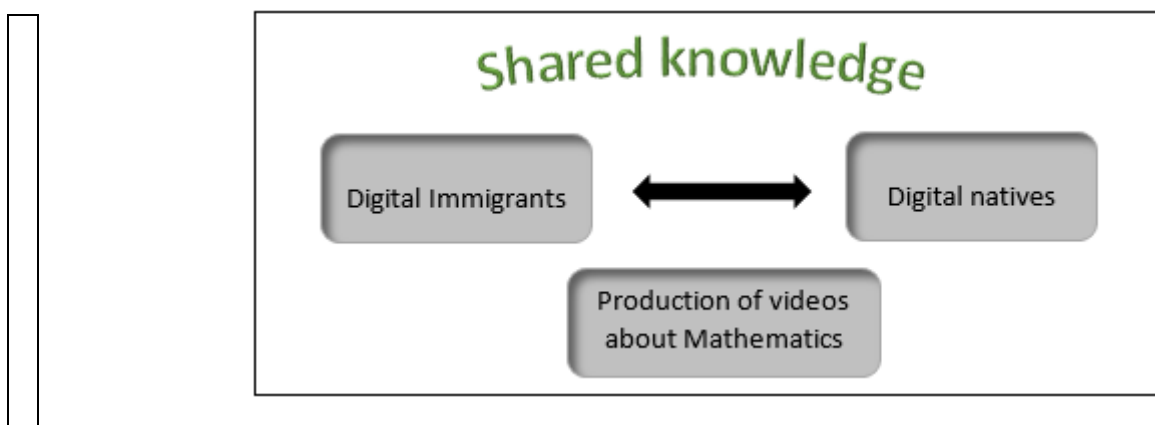 Shared knowledge
Digital Immigrants
Digital natives
Production of videos
about Mathematics